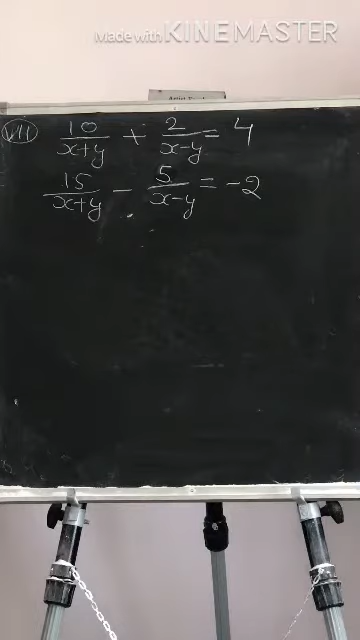 Made with KINEMASTER
(VII) 10/(x+y) + 2/(x-y) = 4
15/(x+y) - 5/(x-y) = -2